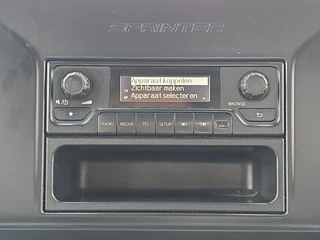 SPRINTER
Apparaat koppelen
Zichtbaar maken
Apparaat selecteren
BROWSE
RADIO MEDIA TEL SETUP